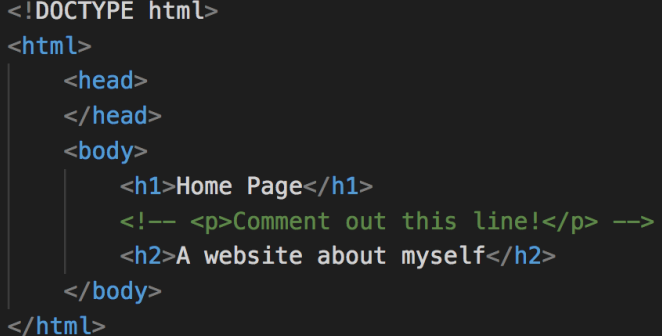 <!DOCTYPE html>
<html>
<head>
</head>
<body>
<h1>Home Page</h1>
<!-- <p>Comment out this line!</p> -->
<h2>A website about myself</h2>
</body>
</html>